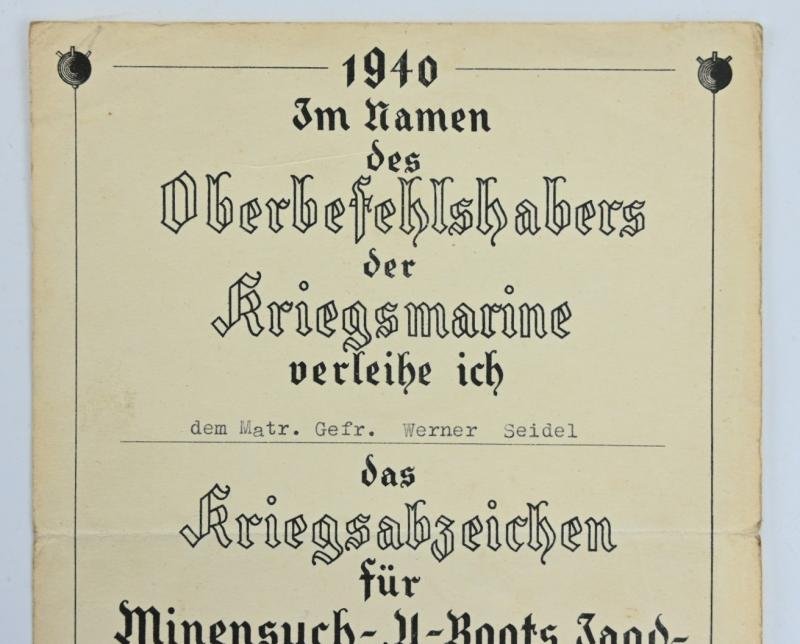 1940
Im Namen
des
Oberbefehlshabers
der
Kriegsmarine
verleihe ich
dem Matr. Gefr. Werner Seidel
das
Kriegsabzeichen
für
Minensuch-, U-Boots Jagd-